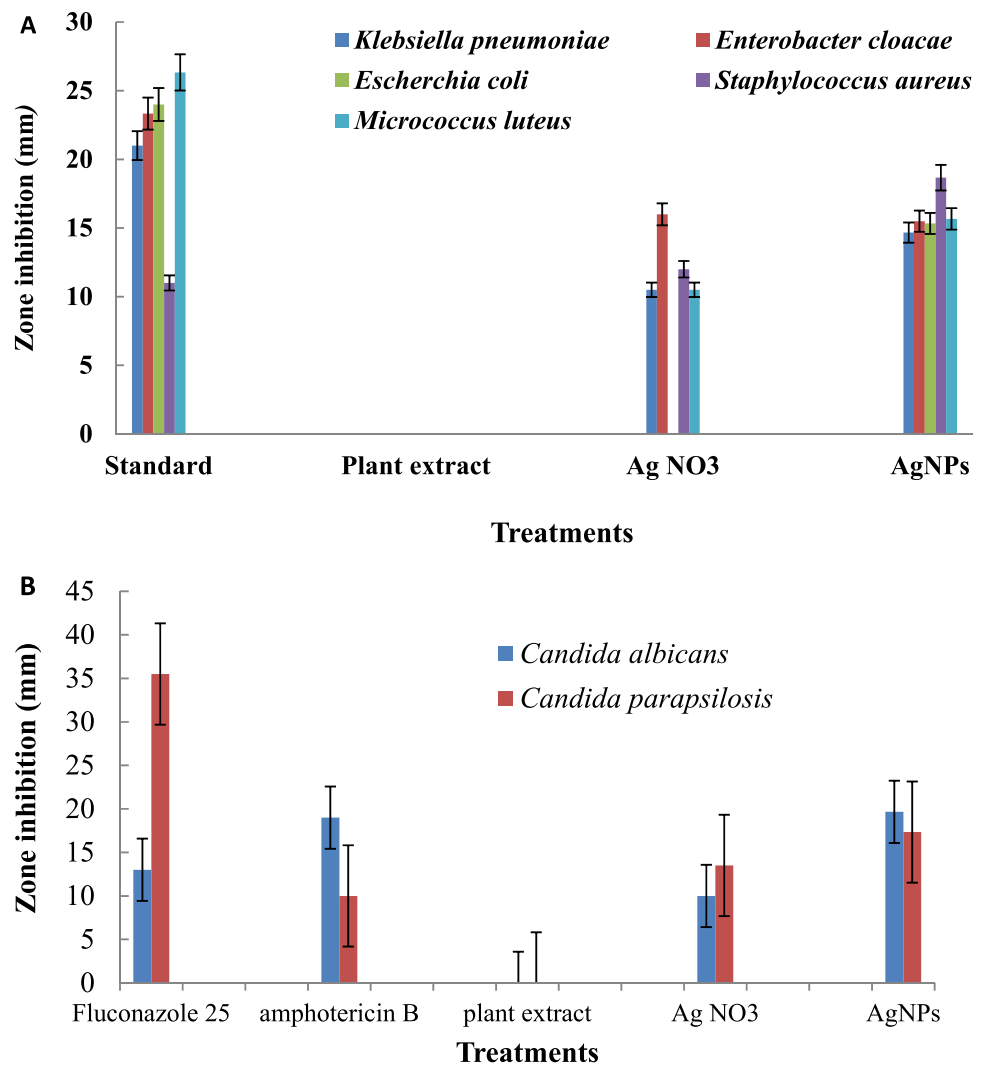 A
Zone inhibition (mm)
30
25
20
15
10
5
0
Klebsiella pneumoniae
Enterobacter cloacae
Escherchia coli
Staphylococcus aureus
Micrococcus luteus
Standard
Plant extract
Ag NO3
AgNPs
Treatments
B
Zone inhibition (mm)
45
40
35
30
25
20
15
10
5
0
Candida albicans
Candida parapsilosis
Fluconazole 25
amphotericin B
plant extract
Ag NO3
AgNPs
Treatments